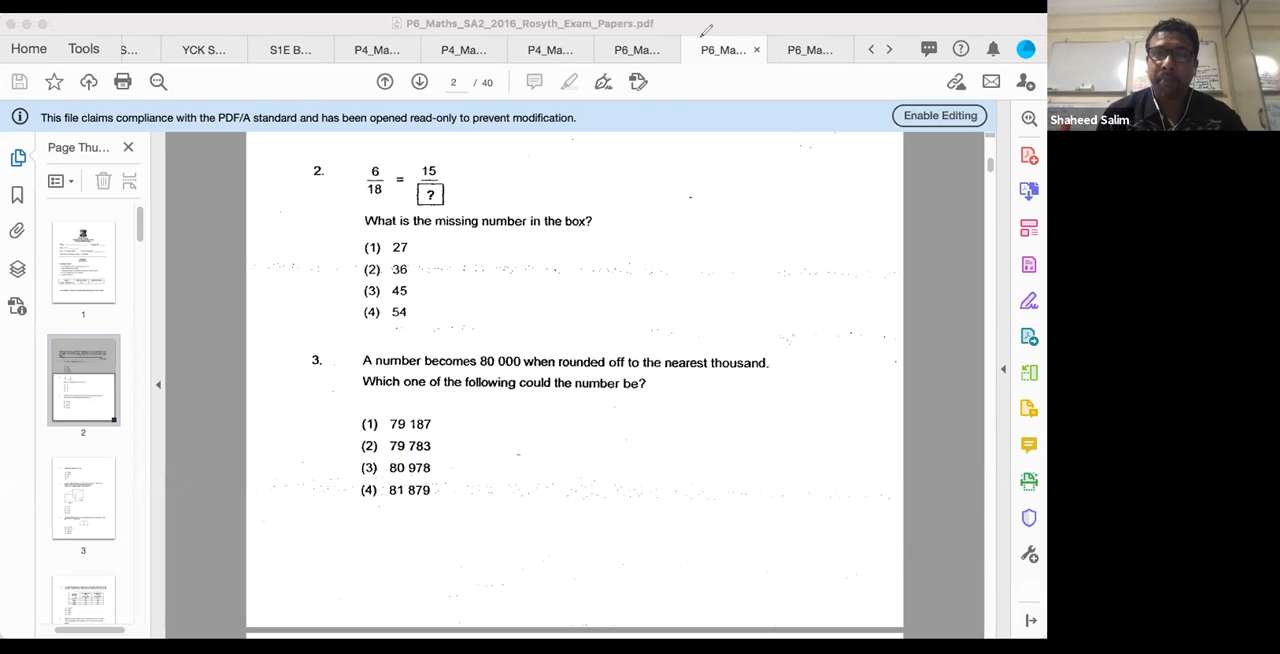 P6_Maths_SA2_2016_Rosyth_Exam_Papers.pdf
Home Tools S... YCK S... S1E B... P4_Ma... P4_Ma... P4_Ma... P6_Ma... P6_Ma... × P6_Ma...
2 / 40
This file claims compliance with the PDF/A standard and has been opened read-only to prevent modification. Enable Editing
Page Thu...
1
2
3
2. 6/18 = 15/?
What is the missing number in the box?
(1) 27
(2) 36
(3) 45
(4) 54
3. A number becomes 80 000 when rounded off to the nearest thousand.
Which one of the following could the number be?
(1) 79 187
(2) 79 783
(3) 80 978
(4) 81 879
Shaheed Salim